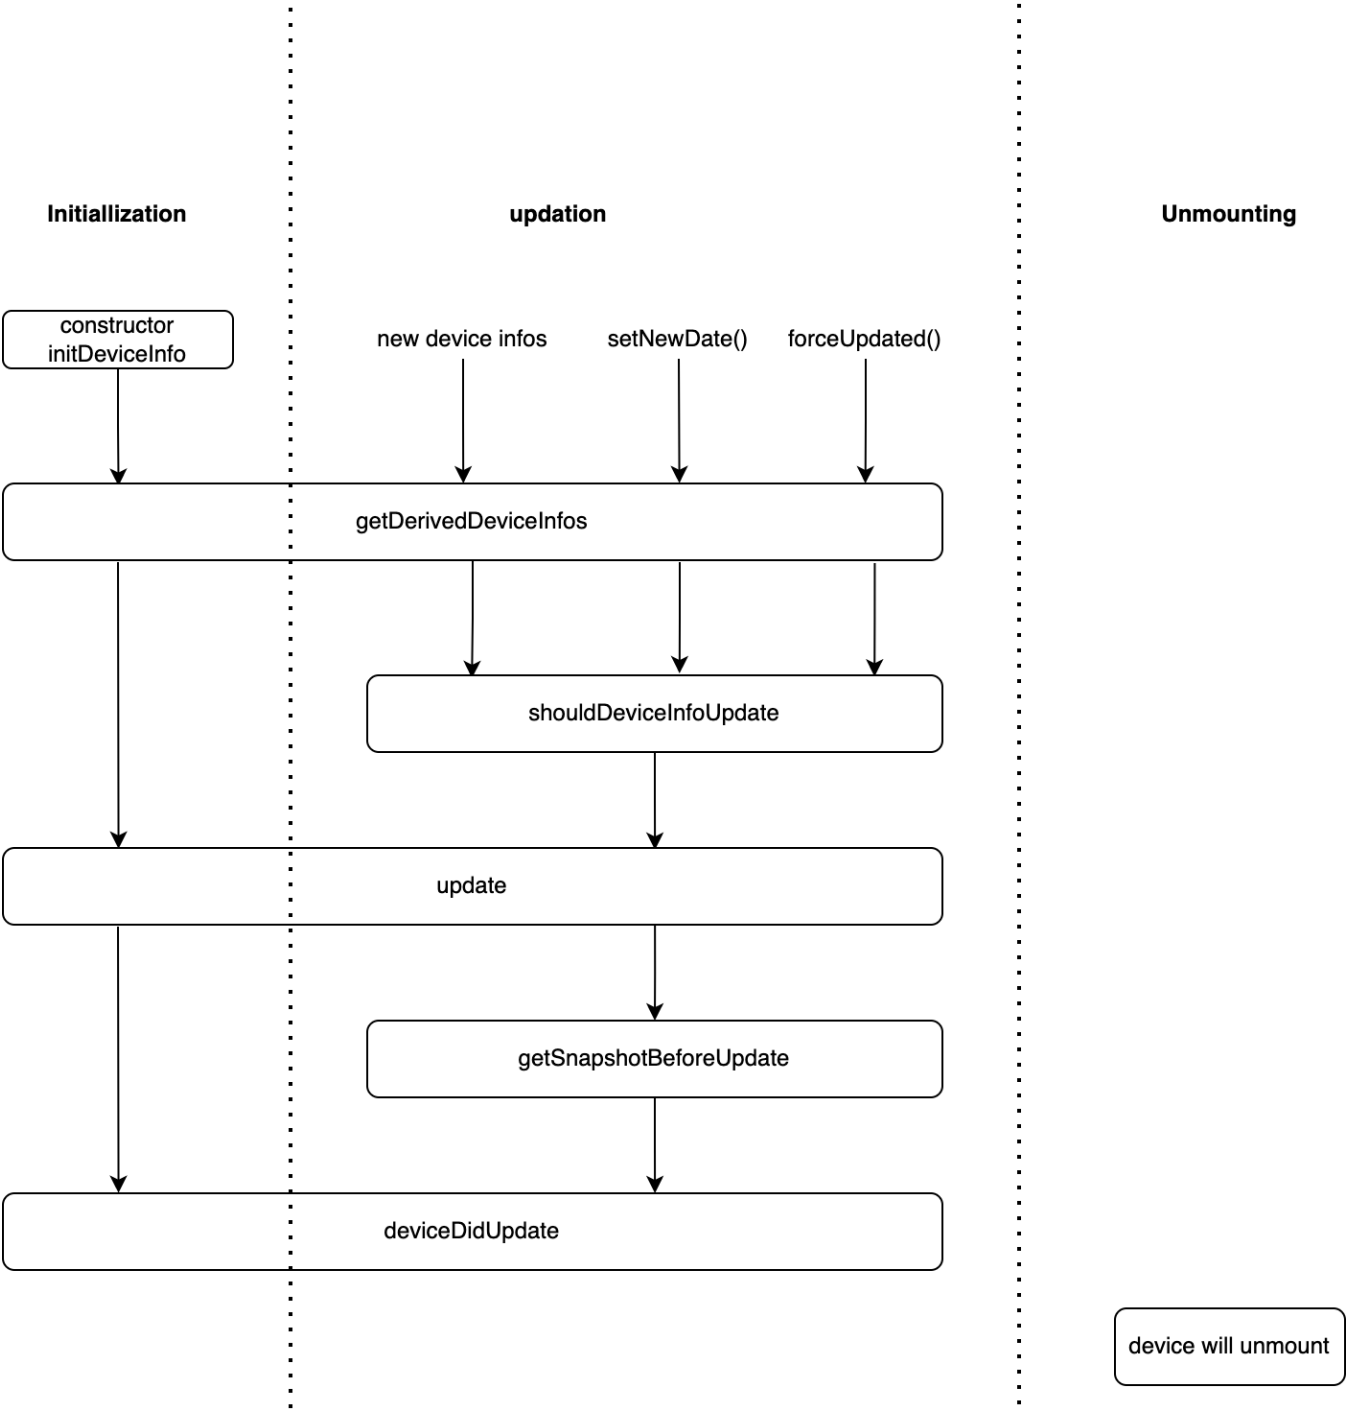 Initiallization
updation
Unmounting
constructor
initDeviceInfo
new device infos
setNewDate()
forceUpdated()
getDerivedDeviceInfos
shouldDeviceInfoUpdate
update
getSnapshotBeforeUpdate
deviceDidUpdate
device will unmount